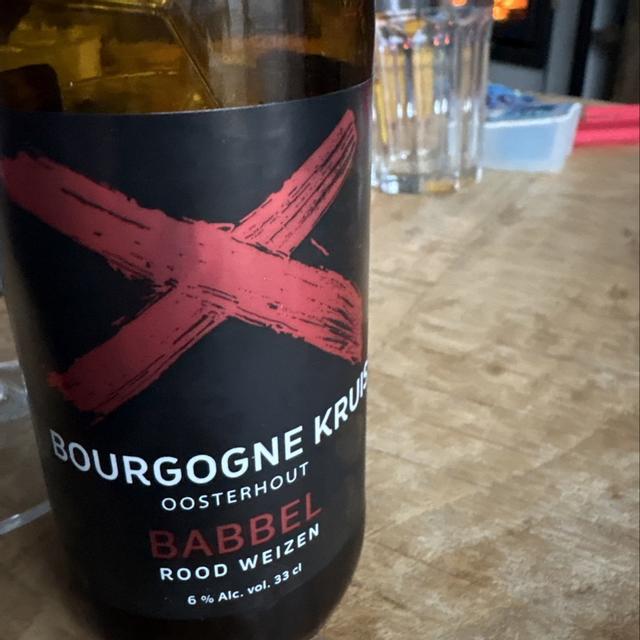 BOURGOGNE KRUIS
OOSTERHOUT
BABBEL
ROOD WEIZEN
6 % Alc. vol. 33 cl